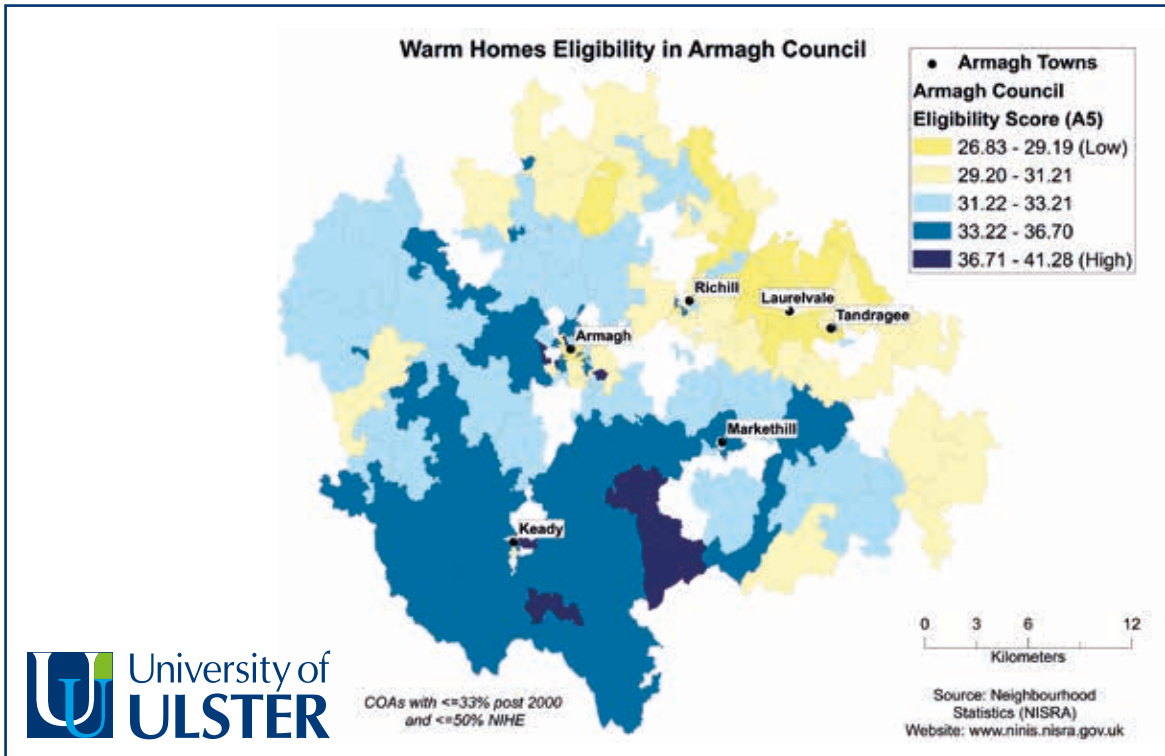 Warm Homes Eligibility in Armagh Council
Armagh Towns
Armagh Council
Eligibility Score (A5)
26.83 - 29.19 (Low)
29.20 - 31.21
31.22 - 33.21
33.22 - 36.70
36.71 - 41.28 (High)
Richill
Laurelvale
Tandragee
Armagh
Markethill
Keady
0 3 6 12
Kilometers
University of
ULSTER
COAs with <=33% post 2000
and <=50% NIHE
Source: Neighbourhood
Statistics (NISRA)
Website: www.ninis.nisra.gov.uk